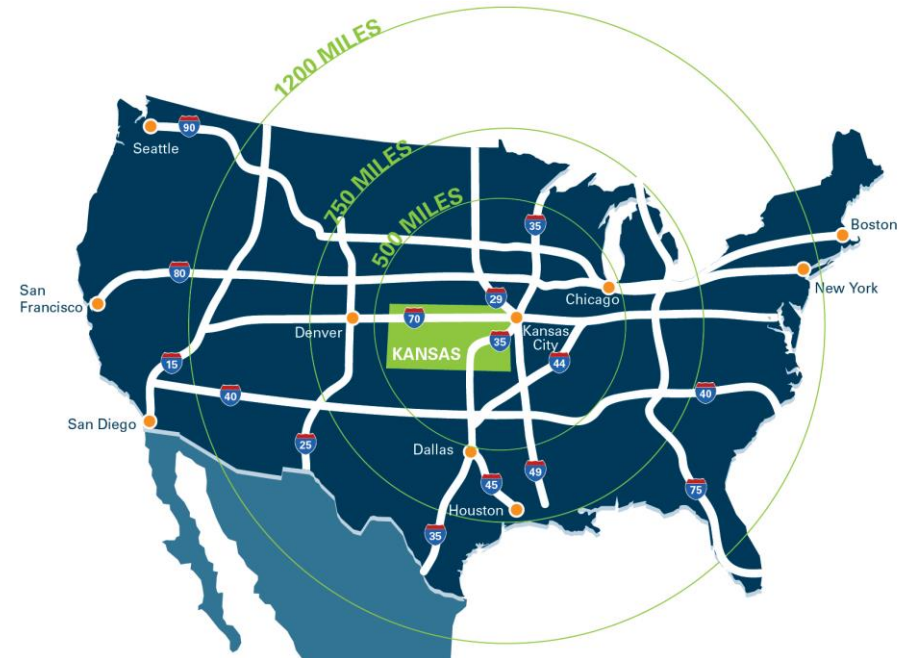 1200 MILES
750 MILES
500 MILES
90
Seattle
35
Boston
80
San
Francisco
29
Chicago
New York
Denver
70
Kansas
City
KANSAS
35
44
15
40
40
San Diego
25
Dallas
45
49
75
Houston
35